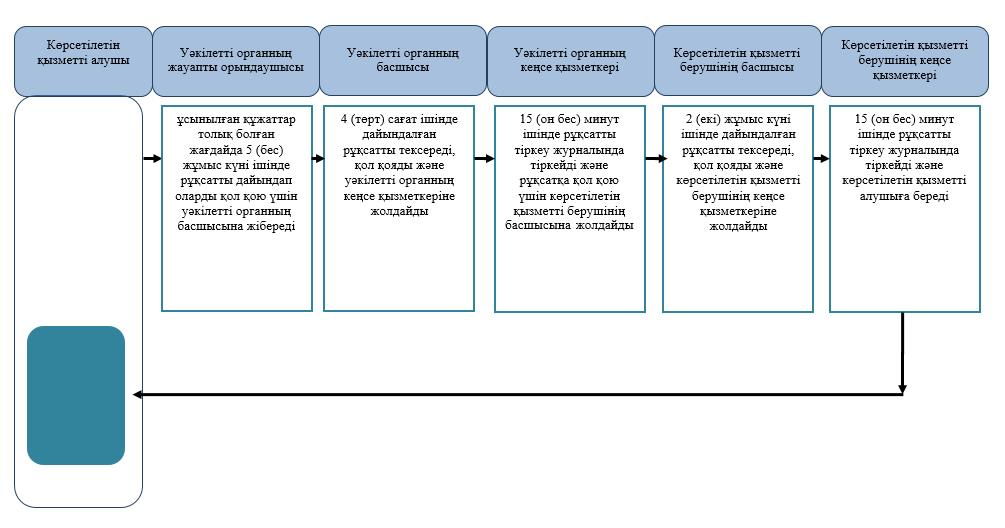 Көрсетілетін
қызметті алушы
Уәкілетті органның
жауапты орындаушысы
Уәкілетті органның
басшысы
Уәкілетті органның
кеңсе қызметкері
Көрсетілетін қызметті
берушінің басшысы
Көрсетілетін қызметті
берушінің кеңсе
қызметкері
ұсынылған құжаттар
толық болған
жағдайда 5 (бес)
жұмыс күні ішінде
рұқсатты дайындап
оларды қол қою үшін
уәкілетті органның
басшысына жібереді
4 (төрт) сағат ішінде
дайындалған
рұқсатты тексереді,
қол қояды және
уәкілетті органның
кеңсе қызметкеріне
жолдайды
15 (он бес) минут
ішінде рұқсатты
тіркеу журналында
тіркейді және
рұқсатқа қол қою
үшін көрсетілетін
қызметті берушінің
басшысына жолдайды
2 (екі) жұмыс күні
ішінде дайындалған
рұқсатты тексереді,
қол қояды және
көрсетілетін қызметті
берушінің кеңсе
қызметкеріне
жолдайды
15 (он бес) минут
ішінде рұқсатты
тіркеу журналында
тіркейді және
көрсетілетін қызметті
алушыға береді